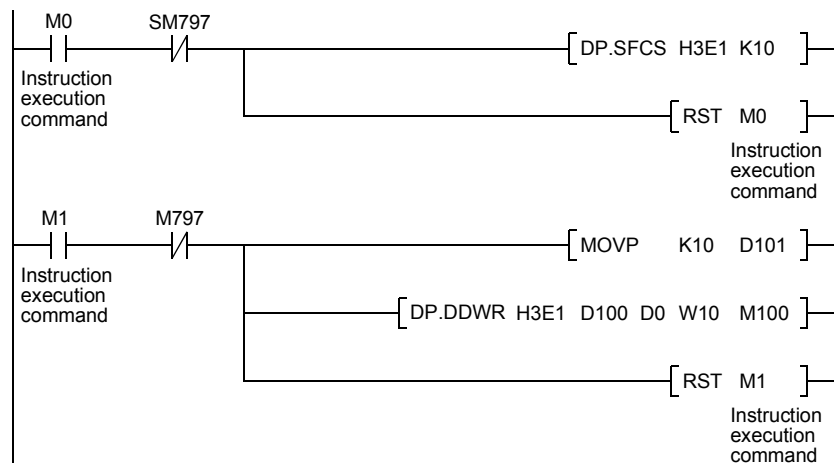 M0 SM797
DP.SFCS H3E1 K10
Instruction
execution
command
RST M0
Instruction
execution
command
M1 M797
MOVP K10 D101
Instruction
execution
command
DP.DDWR H3E1 D100 D0 W10 M100
RST M1
Instruction
execution
command